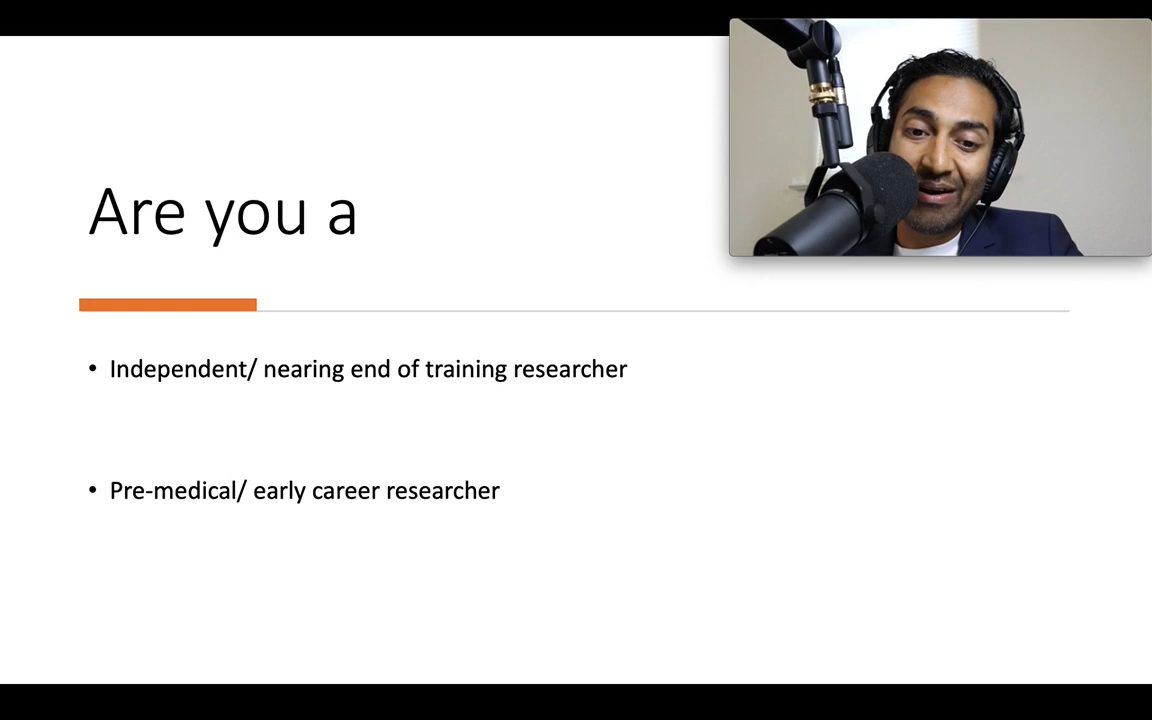 Are you a
• Independent/ nearing end of training researcher
• Pre-medical/ early career researcher